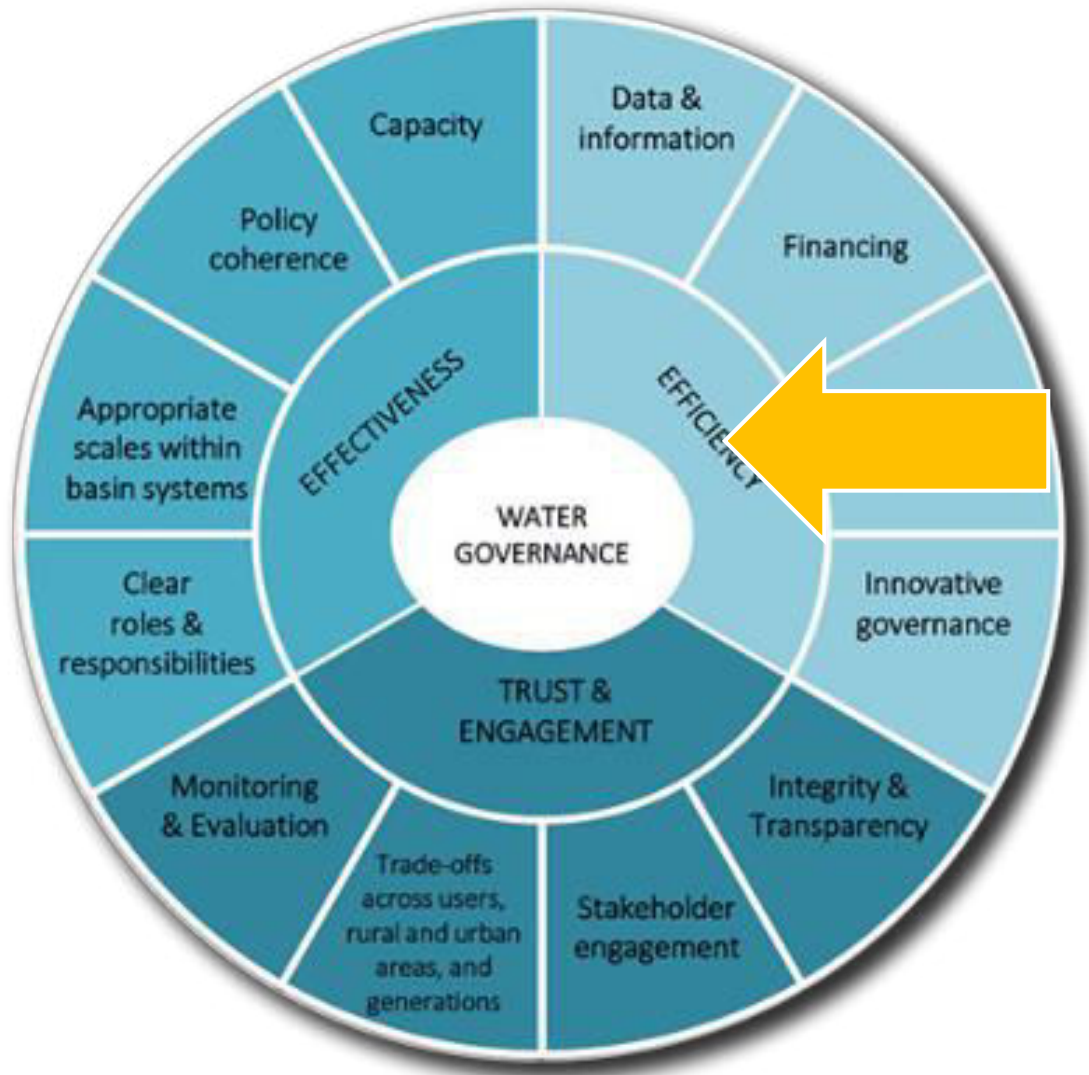 Capacity
Data &
information
Policy
coherence
Financing
Appropriate
scales within
basin systems
EFFECTIVENESS
EFFICIENCY
WATER
GOVERNANCE
Clear
roles &
responsibilities
Innovative
governance
TRUST &
ENGAGEMENT
Monitoring
& Evaluation
Integrity &
Transparency
Trade-offs
across users,
rural and urban
areas, and
generations
Stakeholder
engagement